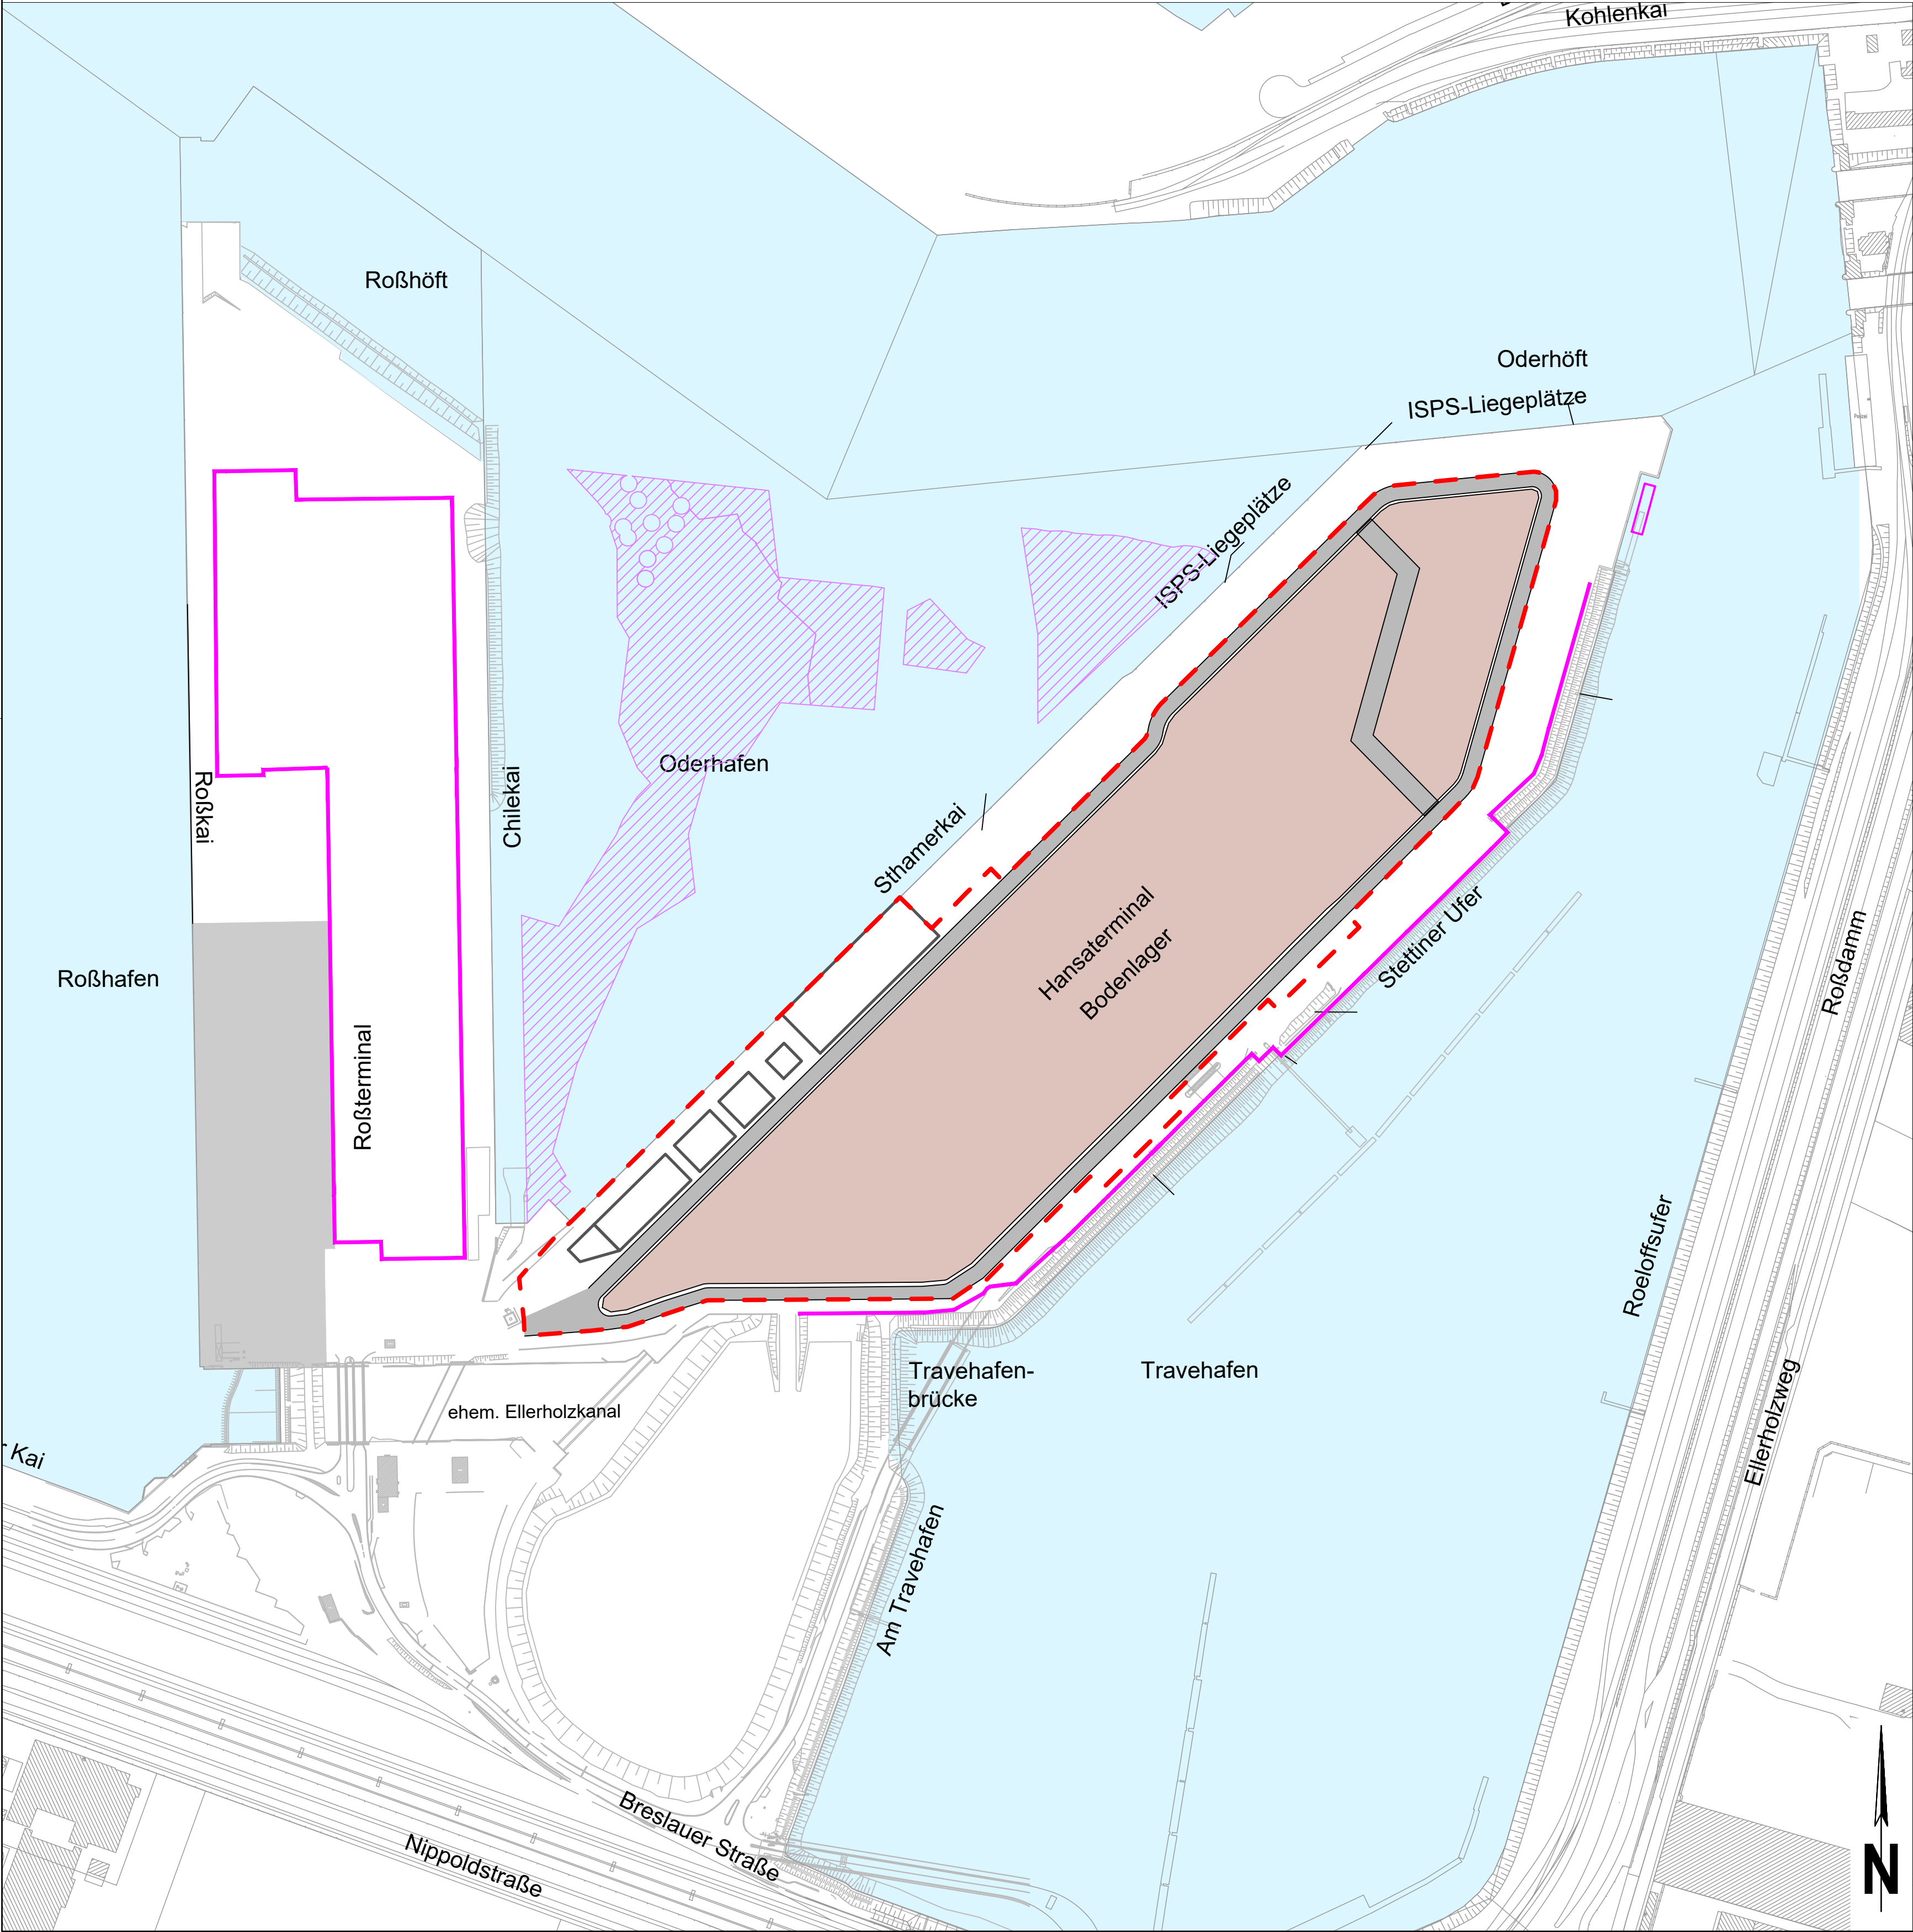 Kohlenkai
Roßhöft
Oderhöft
ISPS-Liegeplätze
ISPS-Liegeplätze
Oderhafen
Roßkai
Chilekai
Sthamerkai
Hansaterminal
Bodenlager
Stettiner Ufer
Roßdamm
Roßhafen
Roßterminal
Roeloffsufer
Travehafen-
brücke
Travehafen
ehem. Ellerholzkanal
Kai
Ellerholzweg
Am Travehafen
Breslauer Straße
Nippoldstraße
N